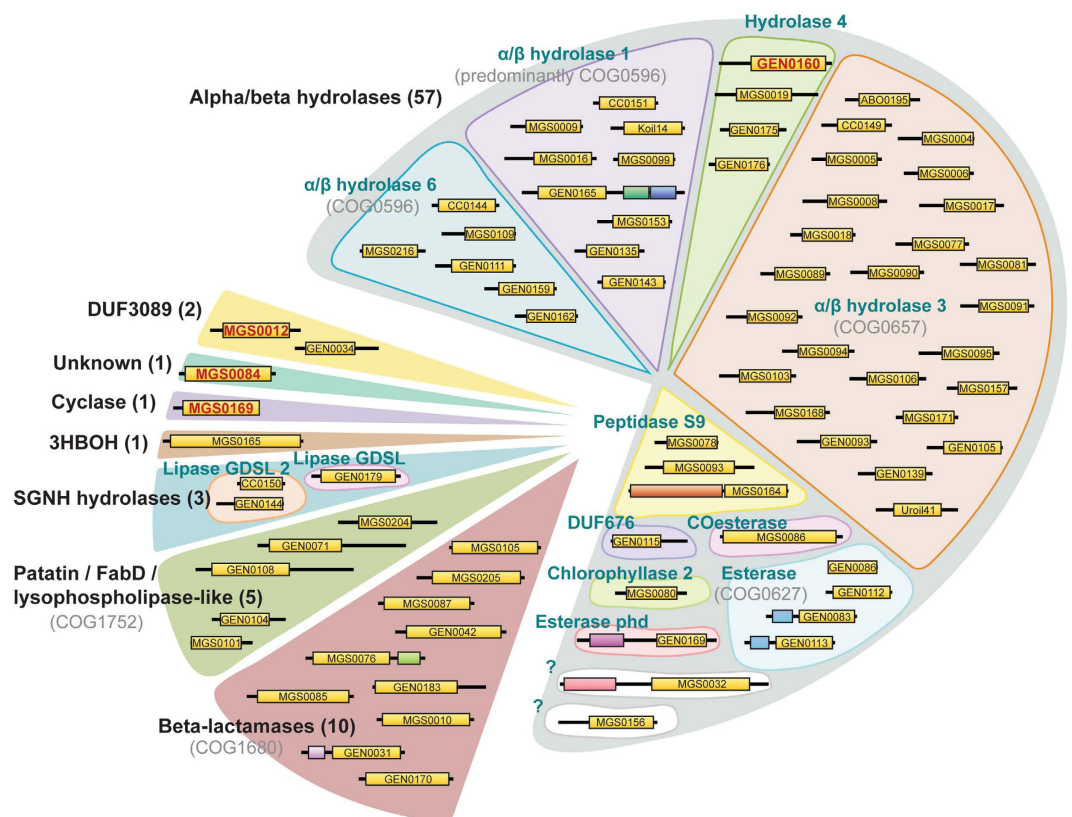 Hydrolase 4
α/β hydrolase 1
(predominantly COG0596)
Alpha/beta hydrolases (57)
GEN0160
MGS0019
GEN0175
GEN0176
CC0151
MGS0009
Koil14
MGS0016
MGS0099
GEN0165
MGS0153
GEN0135
GEN0143
α/β hydrolase 6
(COG0596)
CC0144
MGS0109
MGS0216
GEN0111
GEN0159
GEN0162
ABO0195
CC0149
MGS0004
MGS0005
MGS0006
MGS0008
MGS0017
MGS0018
MGS0077
MGS0081
MGS0089
MGS0090
MGS0091
α/β hydrolase 3
(COG0657)
MGS0092
MGS0094
MGS0095
MGS0103
MGS0106
MGS0157
MGS0168
MGS0171
GEN0093
GEN0105
GEN0139
Uroil41
DUF3089 (2)
MGS0012
GEN0034
Unknown (1)
MGS0084
Cyclase (1)
MGS0169
3HBOH (1)
MGS0165
Lipase GDSL 2
Lipase GDSL
CC0150
GEN0179
SGNH hydrolases (3)
GEN0144
MGS0204
GEN0071
GEN0108
Patatin / FabD /
lysophospholipase-like (5)
(COG1752)
GEN0104
MGS0101
MGS0105
MGS0205
MGS0087
GEN0042
MGS0076
GEN0183
MGS0085
MGS0010
Beta-lactamases (10)
(COG1680)
GEN0031
GEN0170
Peptidase S9
MGS0078
MGS0093
MGS0164
DUF676
GEN0115
COesterase
MGS0086
Chlorophyllase 2
MGS0080
Esterase
(COG0627)
GEN0086
GEN0112
GEN0083
GEN0113
Esterase phd
GEN0169
?
MGS0032
?
MGS0156